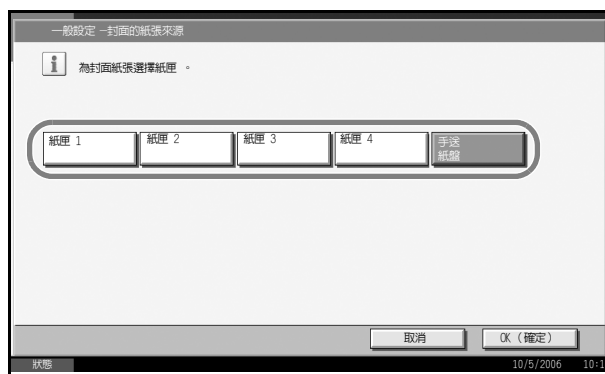 一般設定 -封面的紙張來源
為封面紙張選擇紙匣 。
紙匣 1
紙匣 2
紙匣 3
紙匣 4
手送
紙盤
取消
OK (確定)
狀態
10/5/2006 10:1